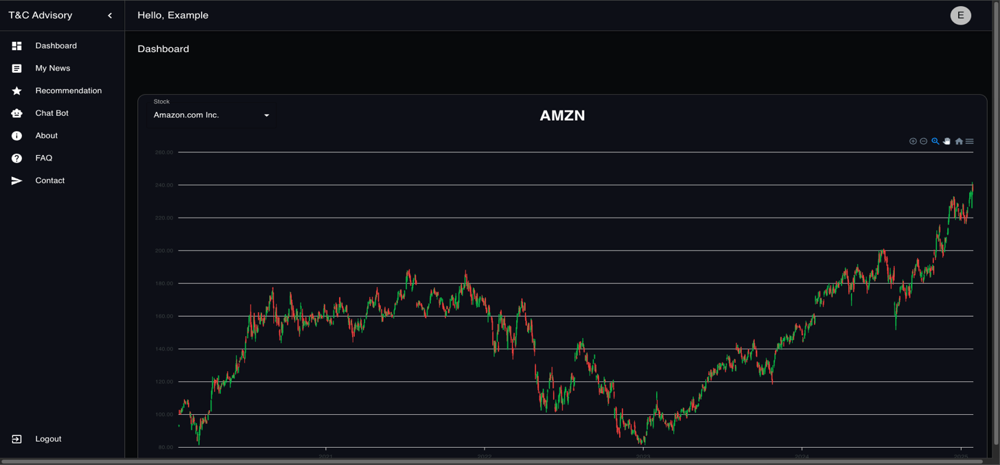 T&C Advisory
Hello, Example
E
Dashboard
My News
Recommendation
Chat Bot
About
FAQ
Contact
Logout
Dashboard
Stock
Amazon.com Inc.
AMZN
260.00
240.00
220.00
200.00
180.00
160.00
140.00
120.00
100.00
80.00
2021
2022
2023
2024
2025